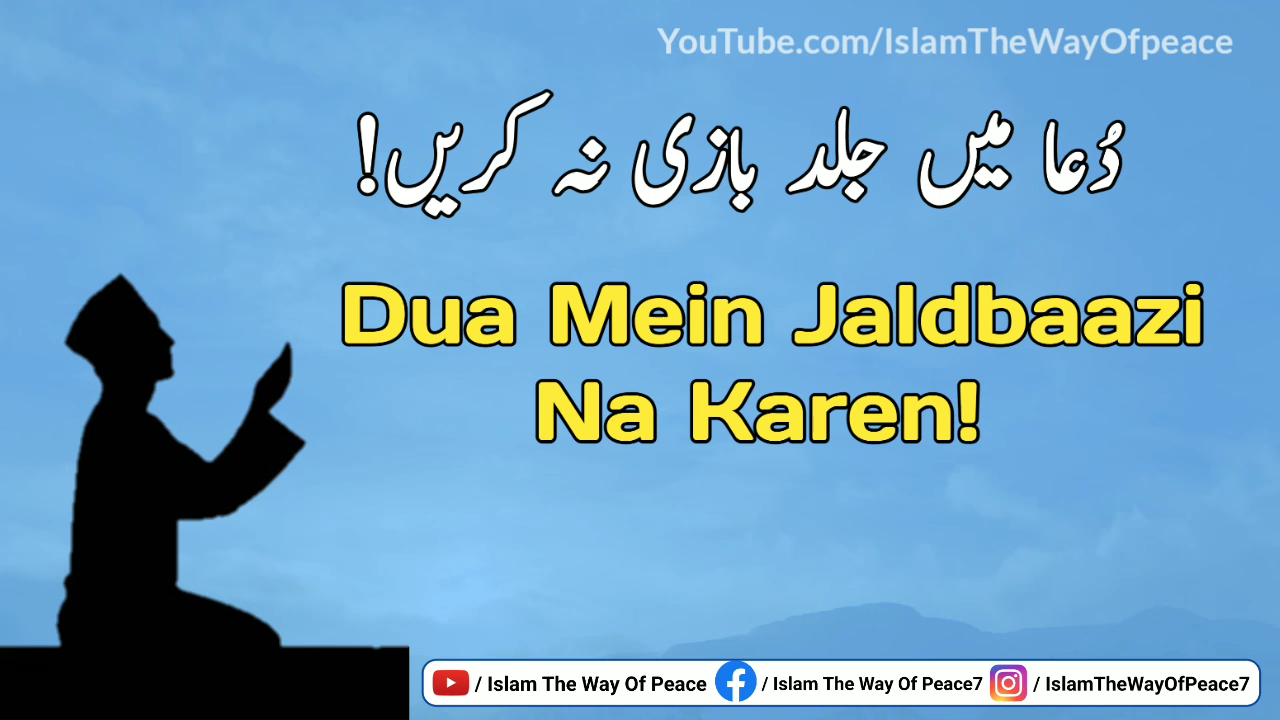 YouTube.com/IslamTheWayOfpeace
دُعا میں جلد بازی نہ کریں!
Dua Mein Jaldbaazi
Na Karen!
/ Islam The Way Of Peace / Islam The Way Of Peace7 / IslamTheWayOfPeace7